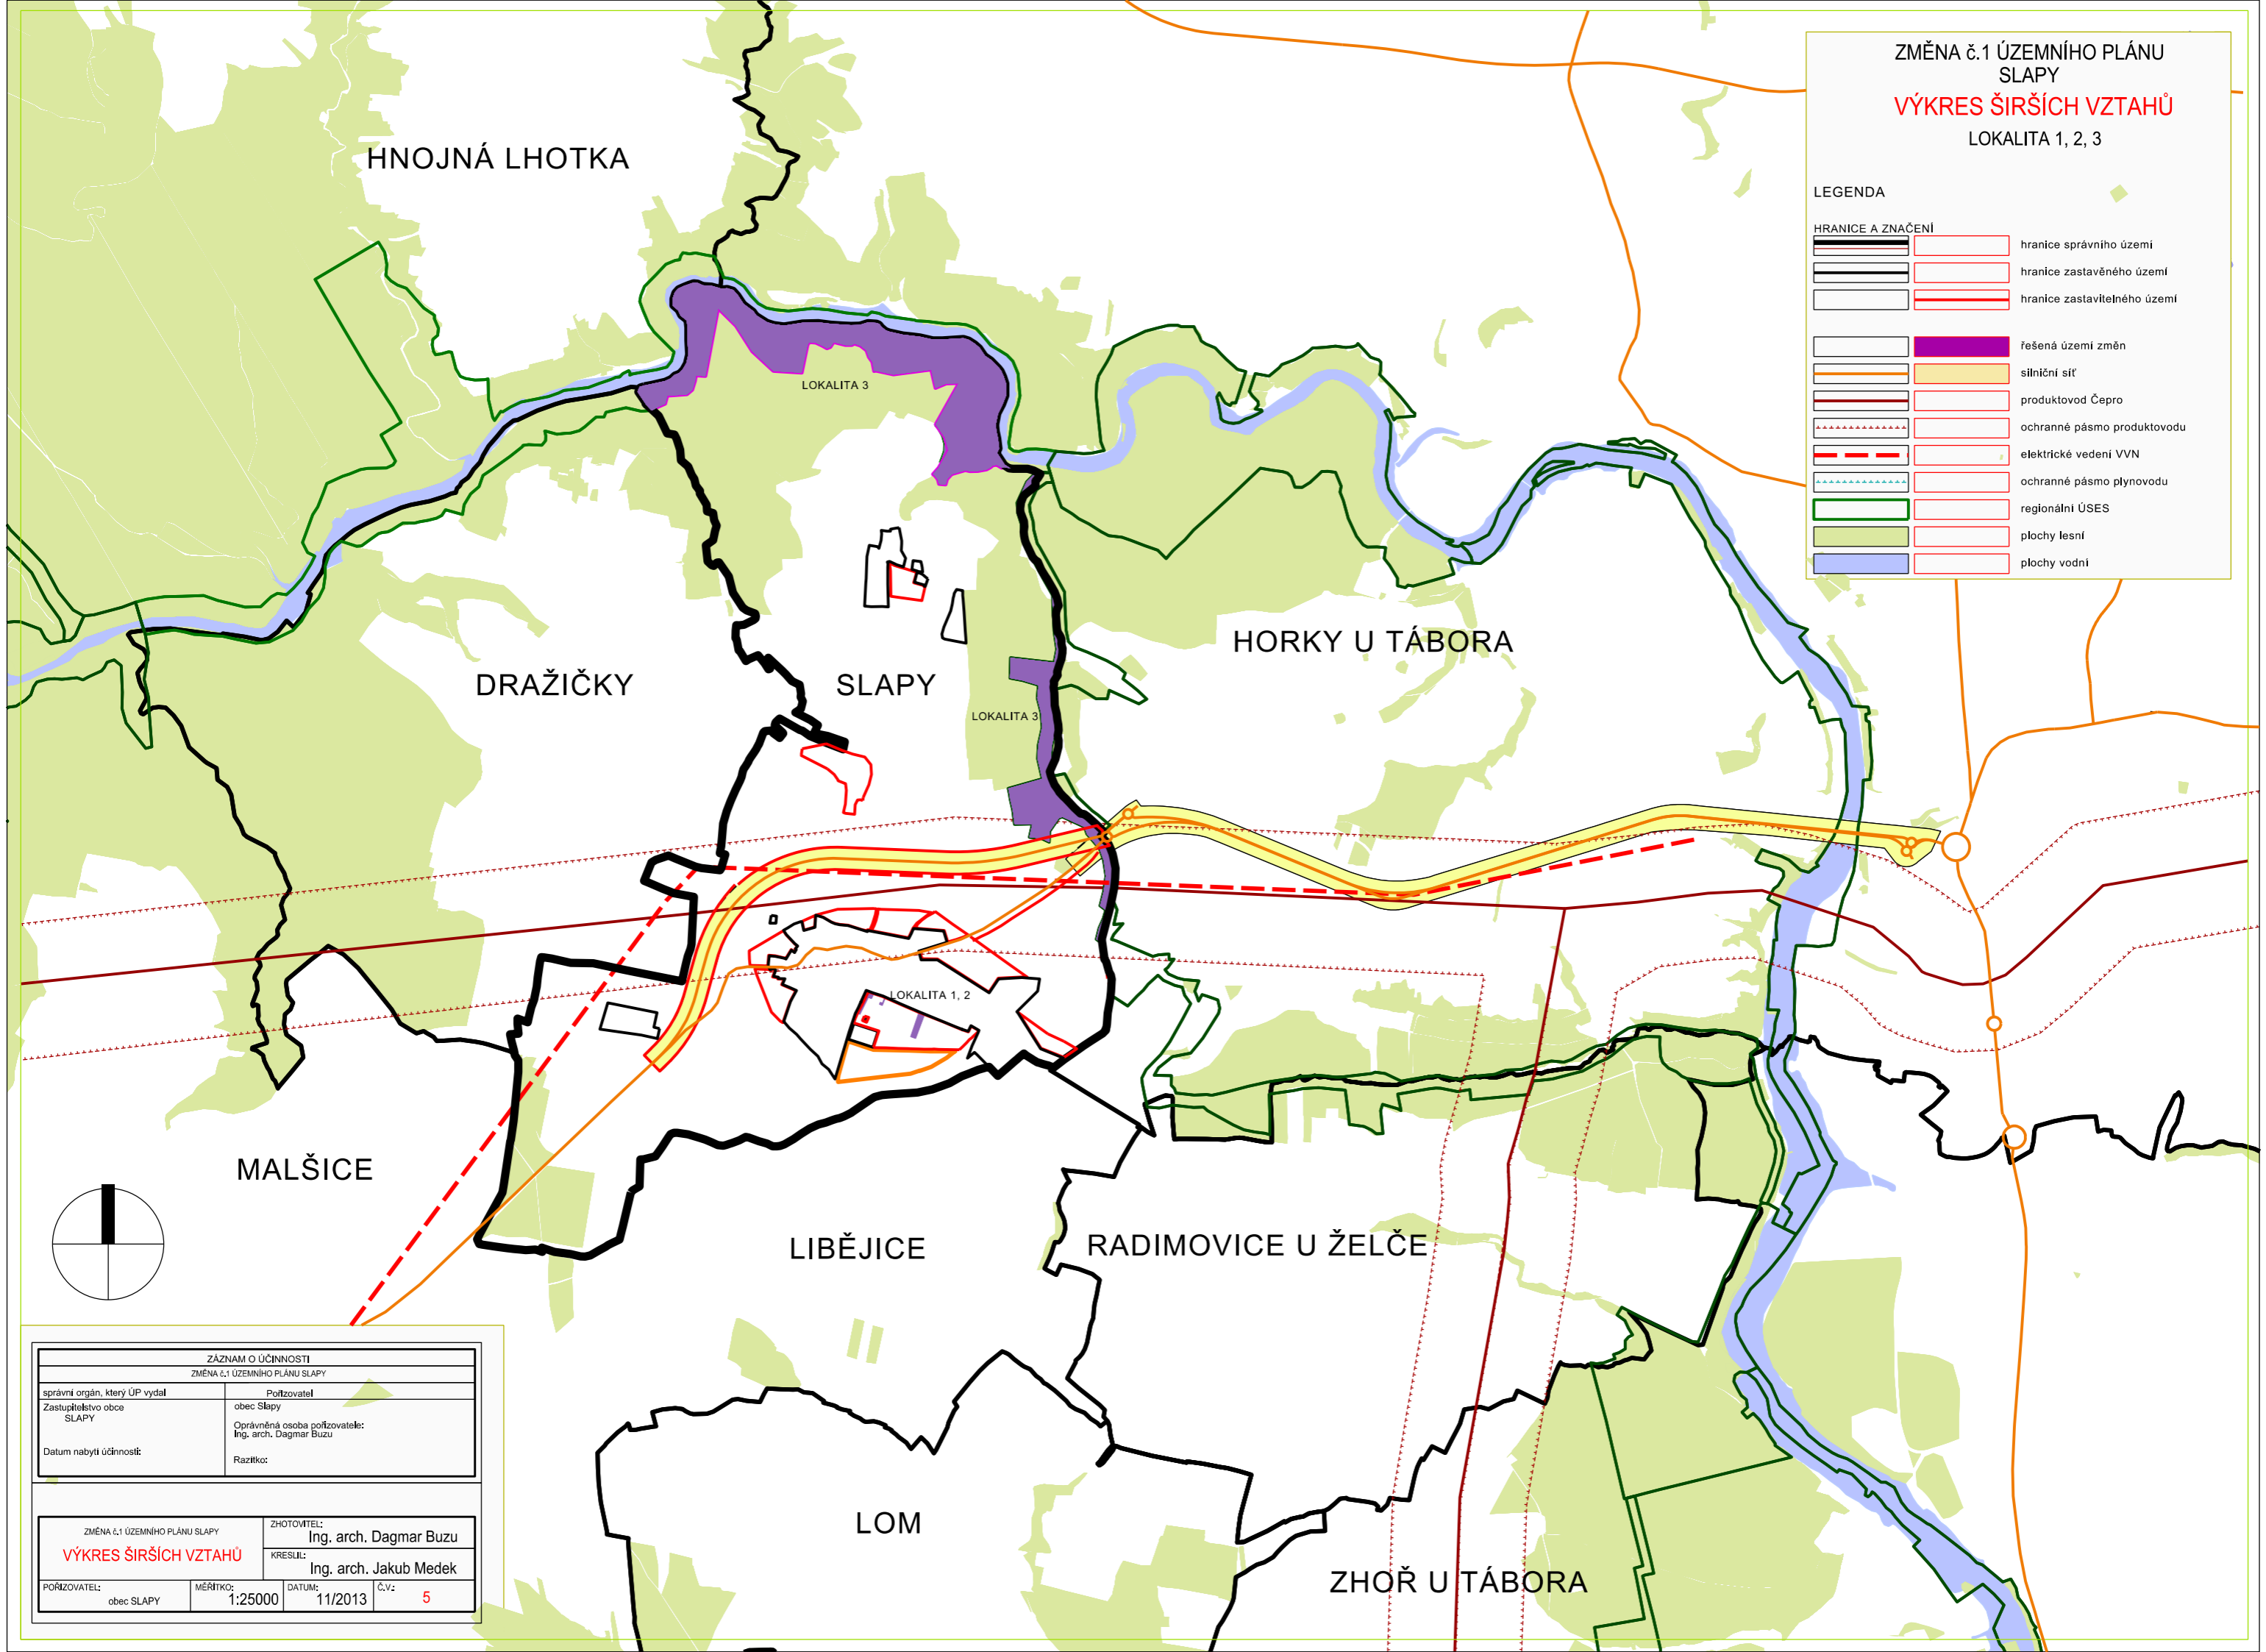 ZMĚNA č.1 ÚZEMNÍHO PLÁNU
SLAPY
VÝKRES ŠIRŠÍCH VZTAHŮ
LOKALITA 1, 2, 3
LEGENDA
HRANICE A ZNAČENÍ
hranice správního území
hranice zastavěného území
hranice zastavitelného území
řešená území změn
silniční síť
produktovod Čepro
ochranné pásmo produktovodu
elektrické vedení VVN
ochranné pásmo plynovodu
regionální ÚSES
plochy lesní
plochy vodní
HNOJNÁ LHOTKA
LOKALITA 3
HORKY U TÁBORA
DRAŽIČKY
SLAPY
LOKALITA 3
LOKALITA 1, 2
MALŠICE
LIBĚJICE
RADIMOVICE U ŽELČE
LOM
ZHOŘ U TÁBORA
ZÁZNAM O ÚČINNOSTI
ZMĚNA č.1 ÚZEMNÍHO PLÁNU SLAPY
správní orgán, který ÚP vydal
Pořizovatel
Zastupitelstvo obce
SLAPY
obec Slapy
Oprávněná osoba pořizovatele:
Ing. arch. Dagmar Buzu
Datum nabytí účinnosti:
Razítko:
ZMĚNA č.1 ÚZEMNÍHO PLÁNU SLAPY
VÝKRES ŠIRŠÍCH VZTAHŮ
ZHOTOVITEL:
Ing. arch. Dagmar Buzu
KRESLIL:
Ing. arch. Jakub Medek
POŘIZOVATEL:
obec SLAPY
MĚŘÍTKO:
1:25000
DATUM:
11/2013
Č.V.:
5